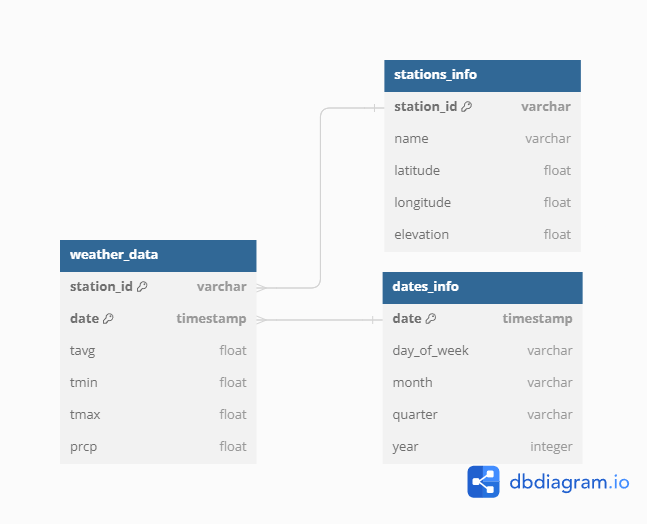 stations_info
station_id varchar
name varchar
latitude float
longitude float
elevation float
weather_data
station_id varchar
date timestamp
tavg float
tmin float
tmax float
prcp float
dates_info
date timestamp
day_of_week varchar
month varchar
quarter varchar
year integer
dbdiagram.io